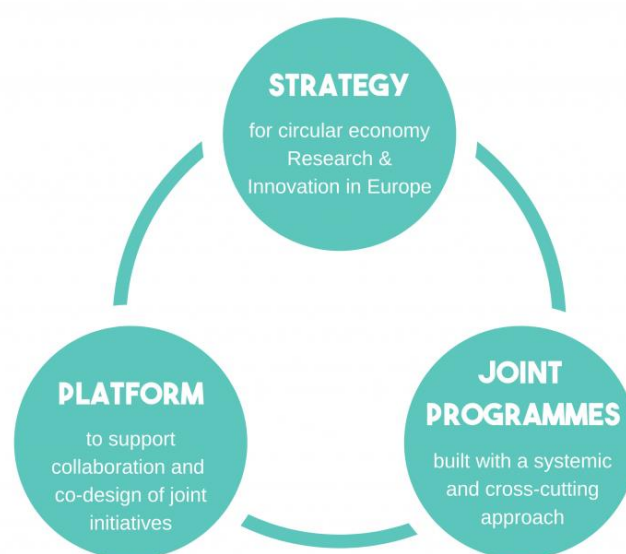 STRATEGY
for circular economy
Research &
Innovation in Europe
PLATFORM
to support
collaboration and
co-design of joint
initiatives
JOINT
PROGRAMMES
built with a systemic
and cross-cutting
approach